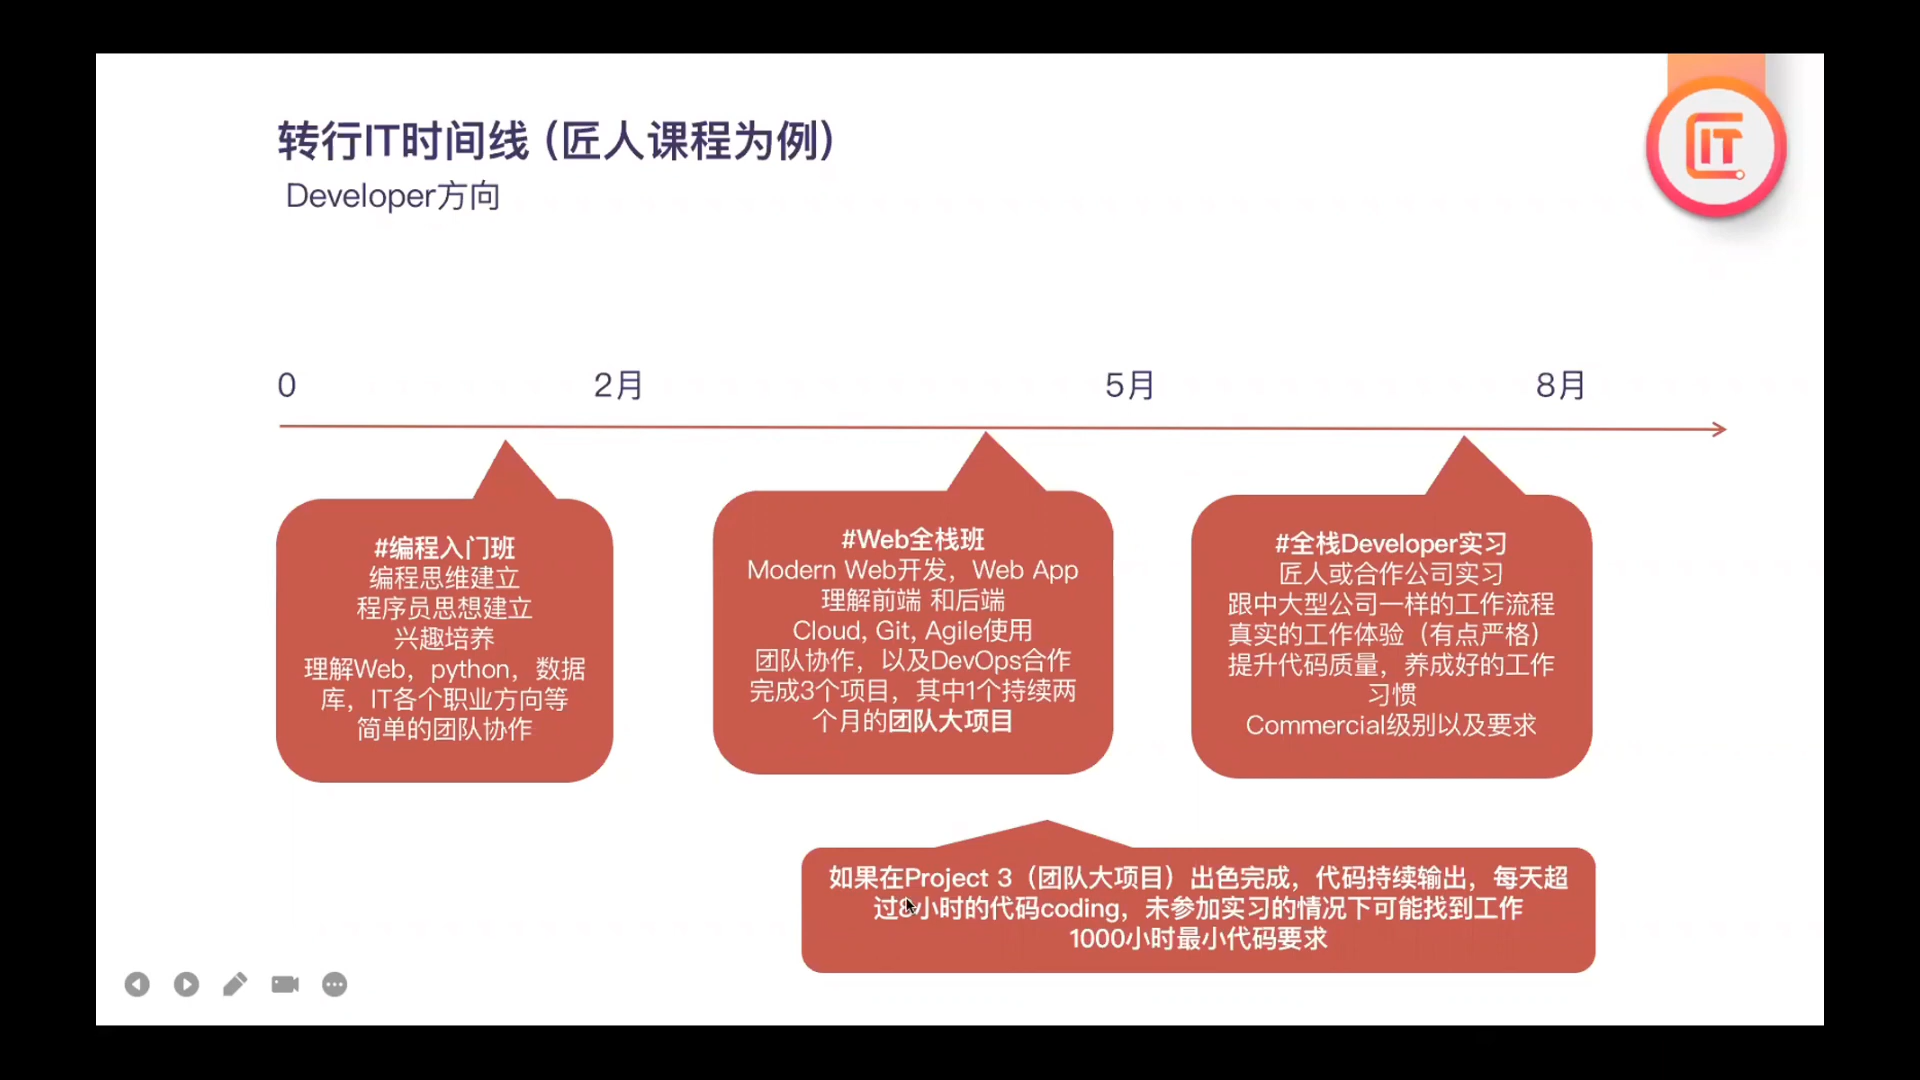 转行IT时间线（匠人课程为例）
Developer方向
IT
0 2月 5月 8月
#编程入门班
编程思维建立
程序员思想建立
兴趣培养
理解Web，python，数据
库，IT各个职业方向等
简单的团队协作
#Web全栈班
Modern Web开发，Web App
理解前端 和后端
Cloud, Git, Agile使用
团队协作，以及DevOps合作
完成3个项目，其中1个持续两
个月的团队大项目
#全栈Developer实习
匠人或合作公司实习
跟中大型公司一样的工作流程
真实的工作体验（有点严格）
提升代码质量，养成好的工作
习惯
Commercial级别以及要求
如果在Project 3（团队大项目）出色完成，代码持续输出，每天超
过8小时的代码coding，未参加实习的情况下可能找到工作
1000小时最小代码要求